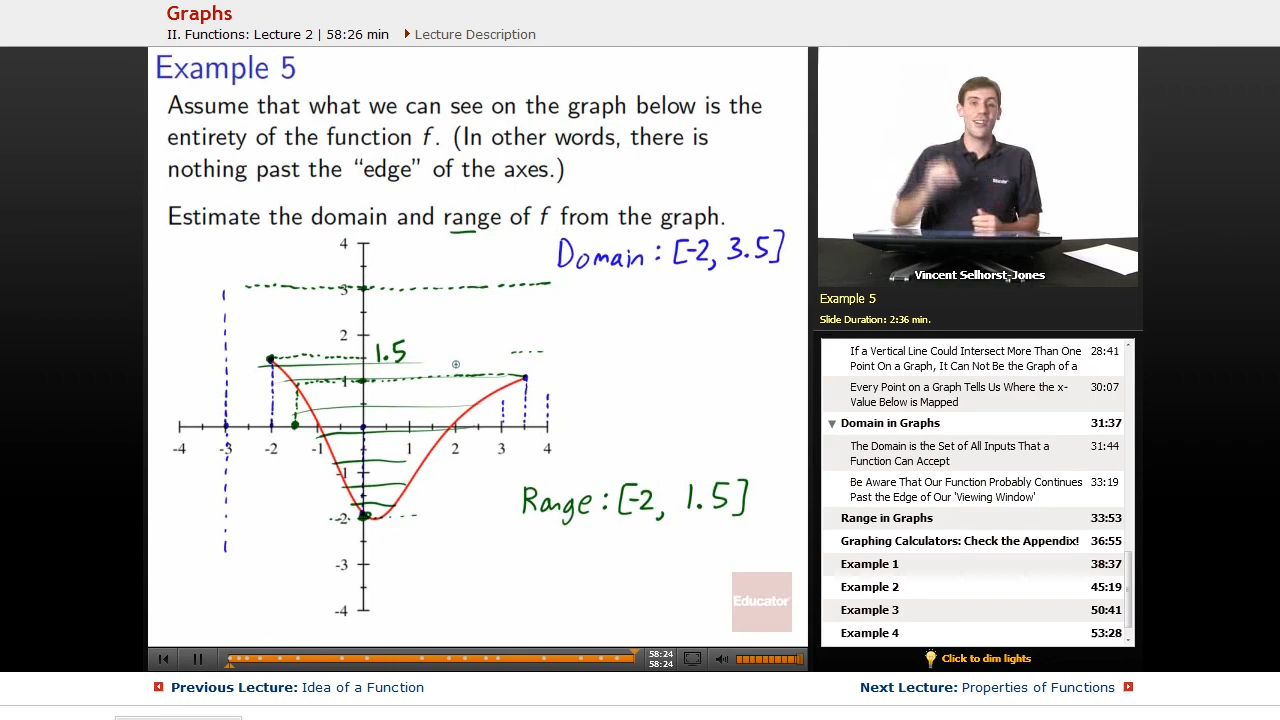 Graphs
II. Functions: Lecture 2 | 58:26 min
Lecture Description
Example 5
Assume that what we can see on the graph below is the
entirety of the function f. (In other words, there is
nothing past the “edge” of the axes.)
Estimate the domain and range of f from the graph.
Domain : [-2, 3.5]
4
3
2
1.5
1
-4 -3 -2 -1 1 2 3 4
-1
-2
Range : [-2, 1.5]
-3
-4
Educator
Educator
Vincent Selhorst-Jones
Example 5
Slide Duration: 2:36 min.
If a Vertical Line Could Intersect More Than One
Point On a Graph, It Can Not Be the Graph of a 28:41
Every Point on a Graph Tells Us Where the x-
Value Below is Mapped 30:07
Domain in Graphs 31:37
The Domain is the Set of All Inputs That a
Function Can Accept 31:44
Be Aware That Our Function Probably Continues
Past the Edge of Our 'Viewing Window' 33:19
Range in Graphs 33:53
Graphing Calculators: Check the Appendix! 36:55
Example 1 38:37
Example 2 45:19
Example 3 50:41
Example 4 53:28
58:24
58:24
Click to dim lights
Previous Lecture: Idea of a Function
Next Lecture: Properties of Functions